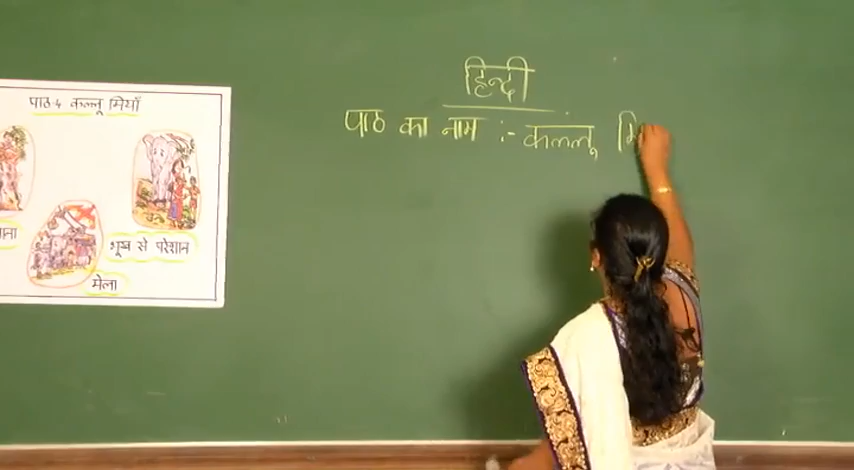 हिन्दी
पाठ का नाम :- कल्लू मि
पाठ-4 कल्लू मियाँ
भूख से परेशान
मेला